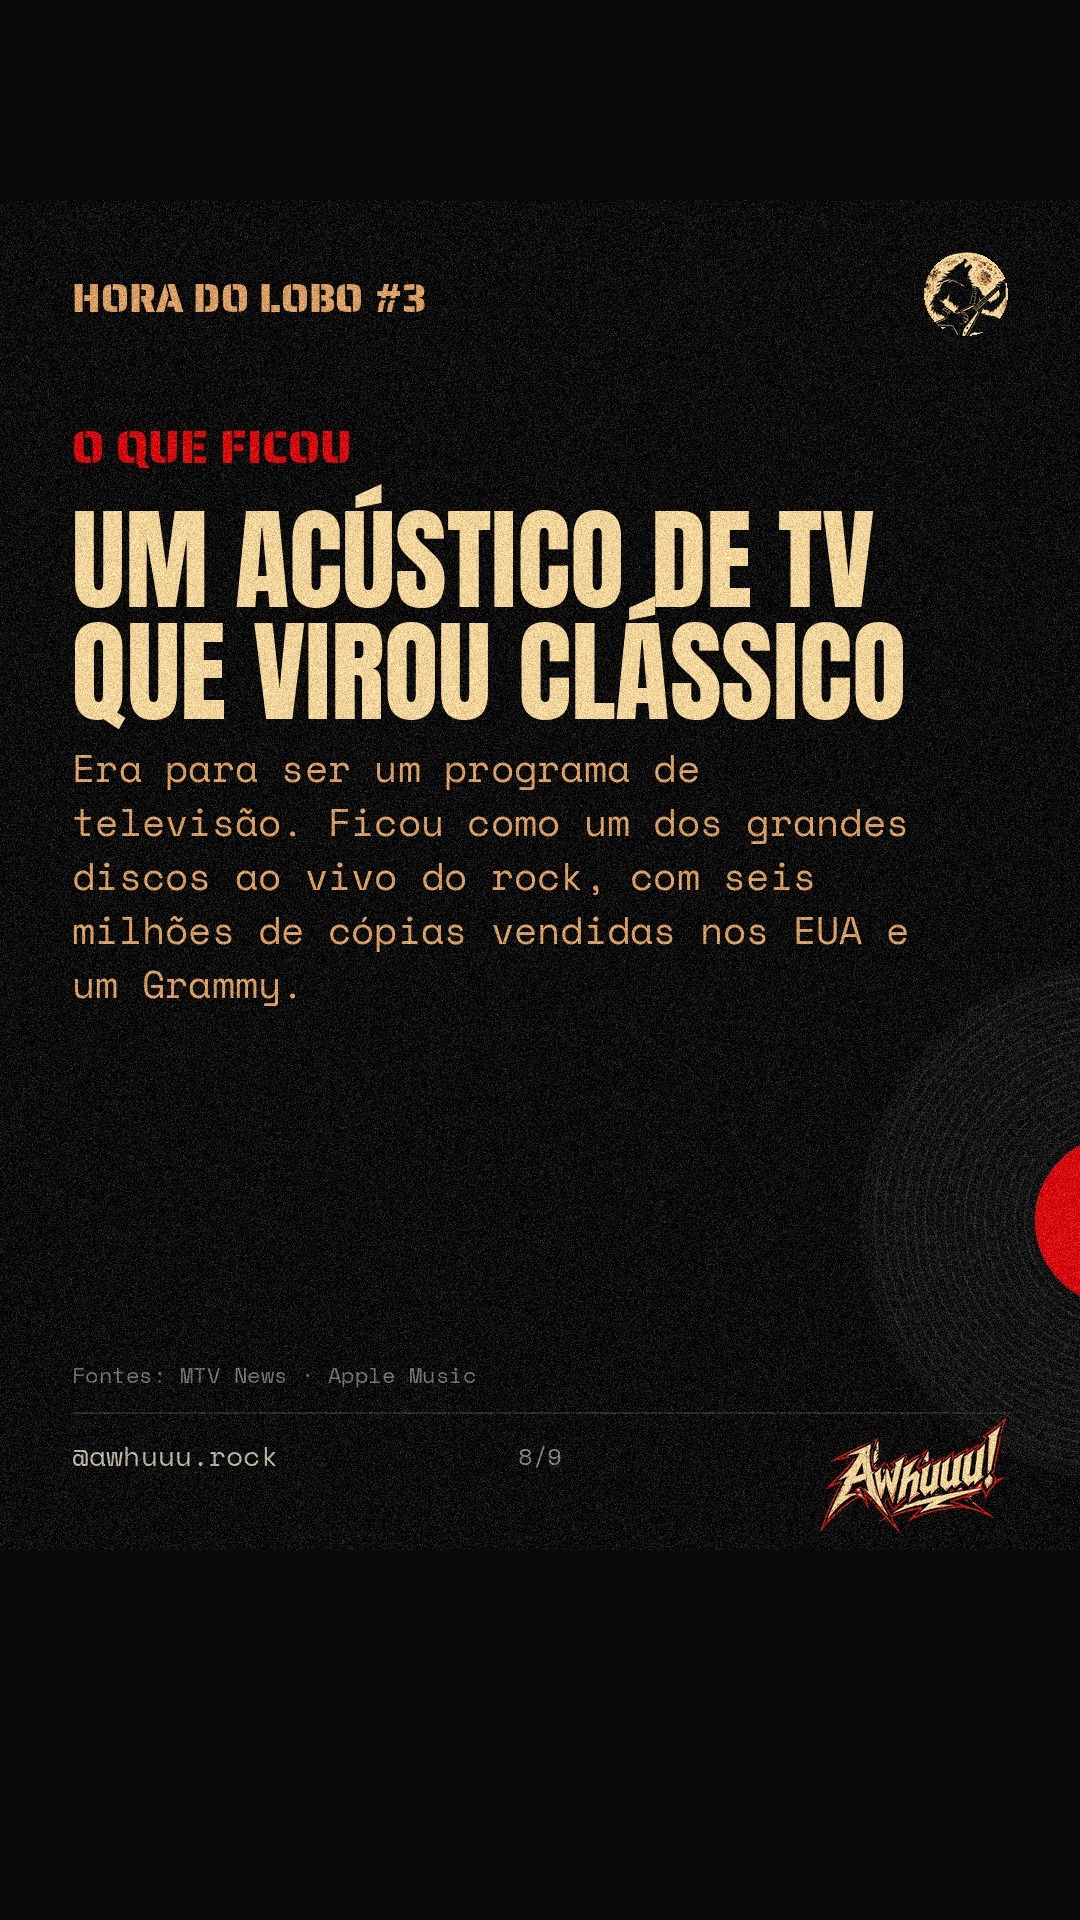 HORA DO LOBO #3
O QUE FICOU
UM ACÚSTICO DE TV
QUE VIROU CLÁSSICO
Era para ser um programa de
televisão. Ficou como um dos grandes
discos ao vivo do rock, com seis
milhões de cópias vendidas nos EUA e
um Grammy.
Fontes: MTV News · Apple Music
@awhuuu.rock
8/9
Awhuuu!